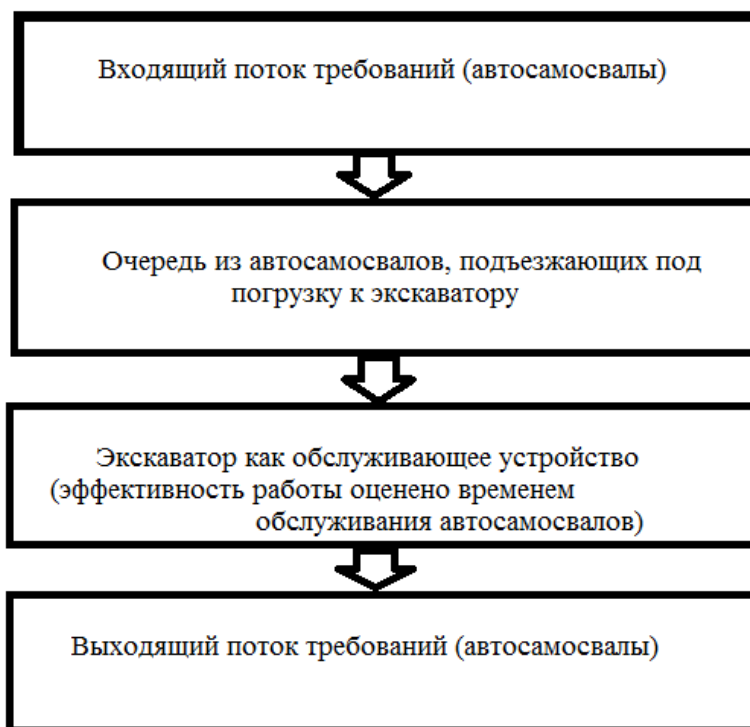 Входящий поток требований (автосамосвалы)
Очередь из автосамосвалов, подъезжающих под
погрузку к экскаватору
Экскаватор как обслуживающее устройство
(эффективность работы оценено временем
обслуживания автосамосвалов)
Выходящий поток требований (автосамосвалы)